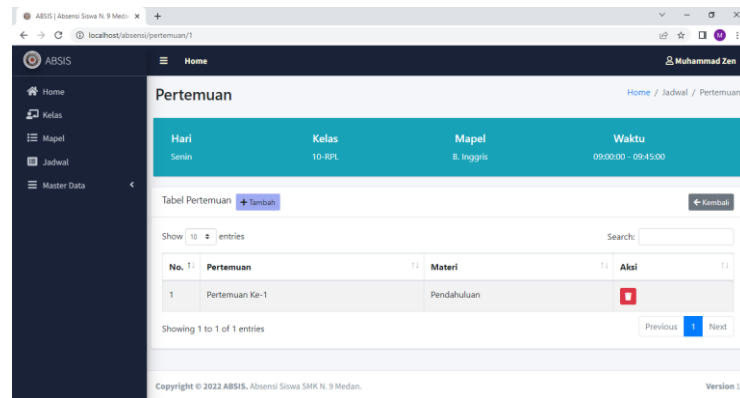 ABSIS | Absensi Siswa N. 9 Meda
localhost/absensi/pertemuan/1
M
ABSIS
Home
Muhammad Zen
Home
Kelas
Mapel
Jadwal
Master Data
Pertemuan
Home / Jadwal / Pertemuan
Hari Kelas Mapel Waktu
Senin 10-RPL B. Inggris 09:00:00 - 09:45:00
Tabel Pertemuan + Tambah
Kembali
Show 10 entries
Search:
No. Pertemuan Materi Aksi
1 Pertemuan Ke-1 Pendahuluan
Showing 1 to 1 of 1 entries
Previous 1 Next
Copyright © 2022 ABSIS. Absensi Siswa SMK N. 9 Medan.
Version 1